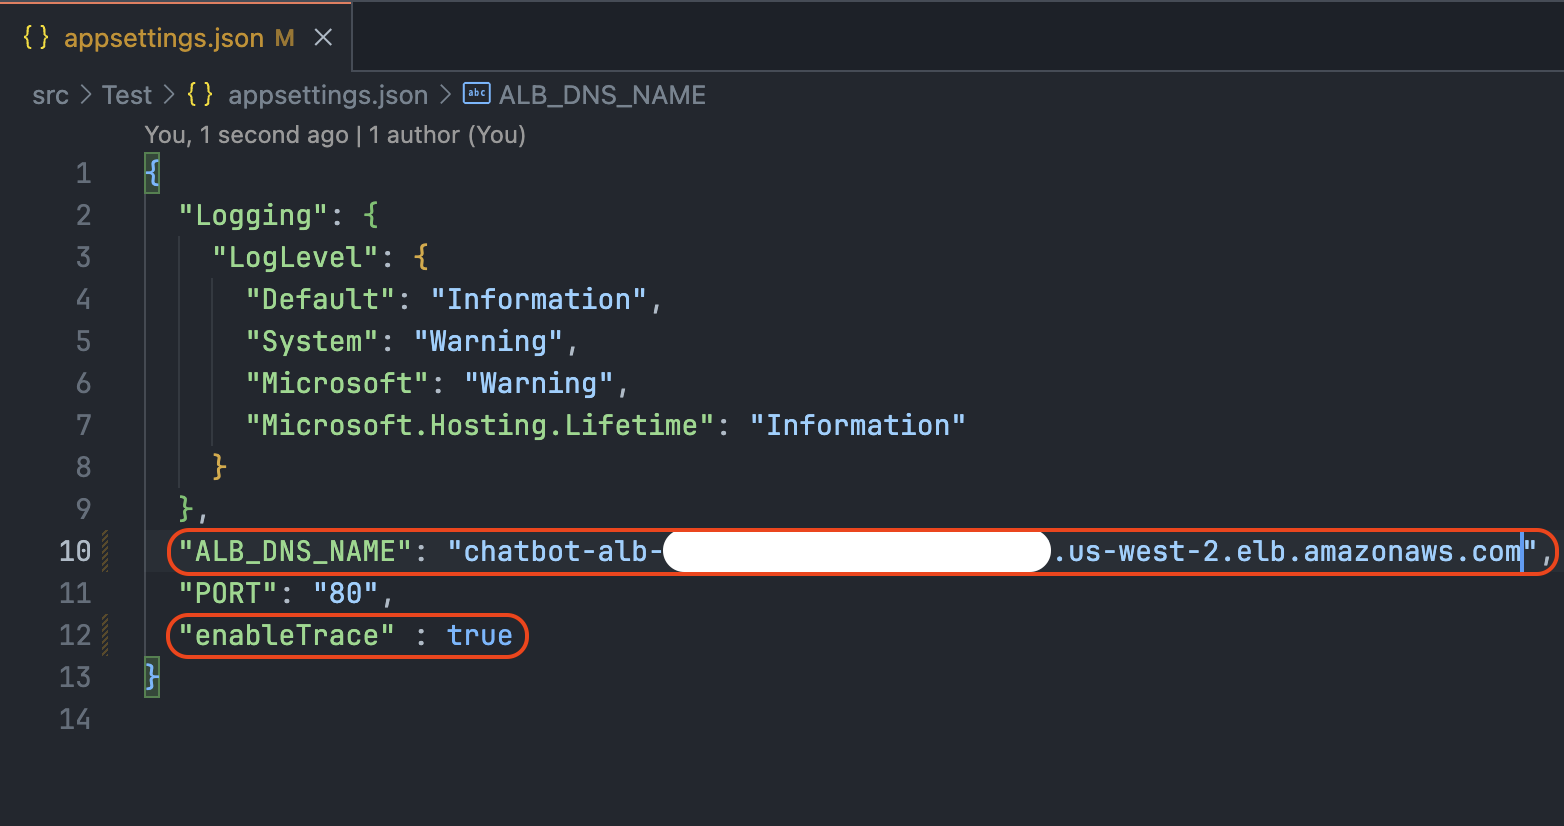 { } appsettings.json M ×
src > Test > { } appsettings.json > abc ALB_DNS_NAME
You, 1 second ago | 1 author (You)
1 {
2 "Logging": {
3 "LogLevel": {
4 "Default": "Information",
5 "System": "Warning",
6 "Microsoft": "Warning",
7 "Microsoft.Hosting.Lifetime": "Information"
8 }
9 },
10 "ALB_DNS_NAME": "chatbot-alb- .us-west-2.elb.amazonaws.com",
11 "PORT": "80",
12 "enableTrace" : true
13 }
14